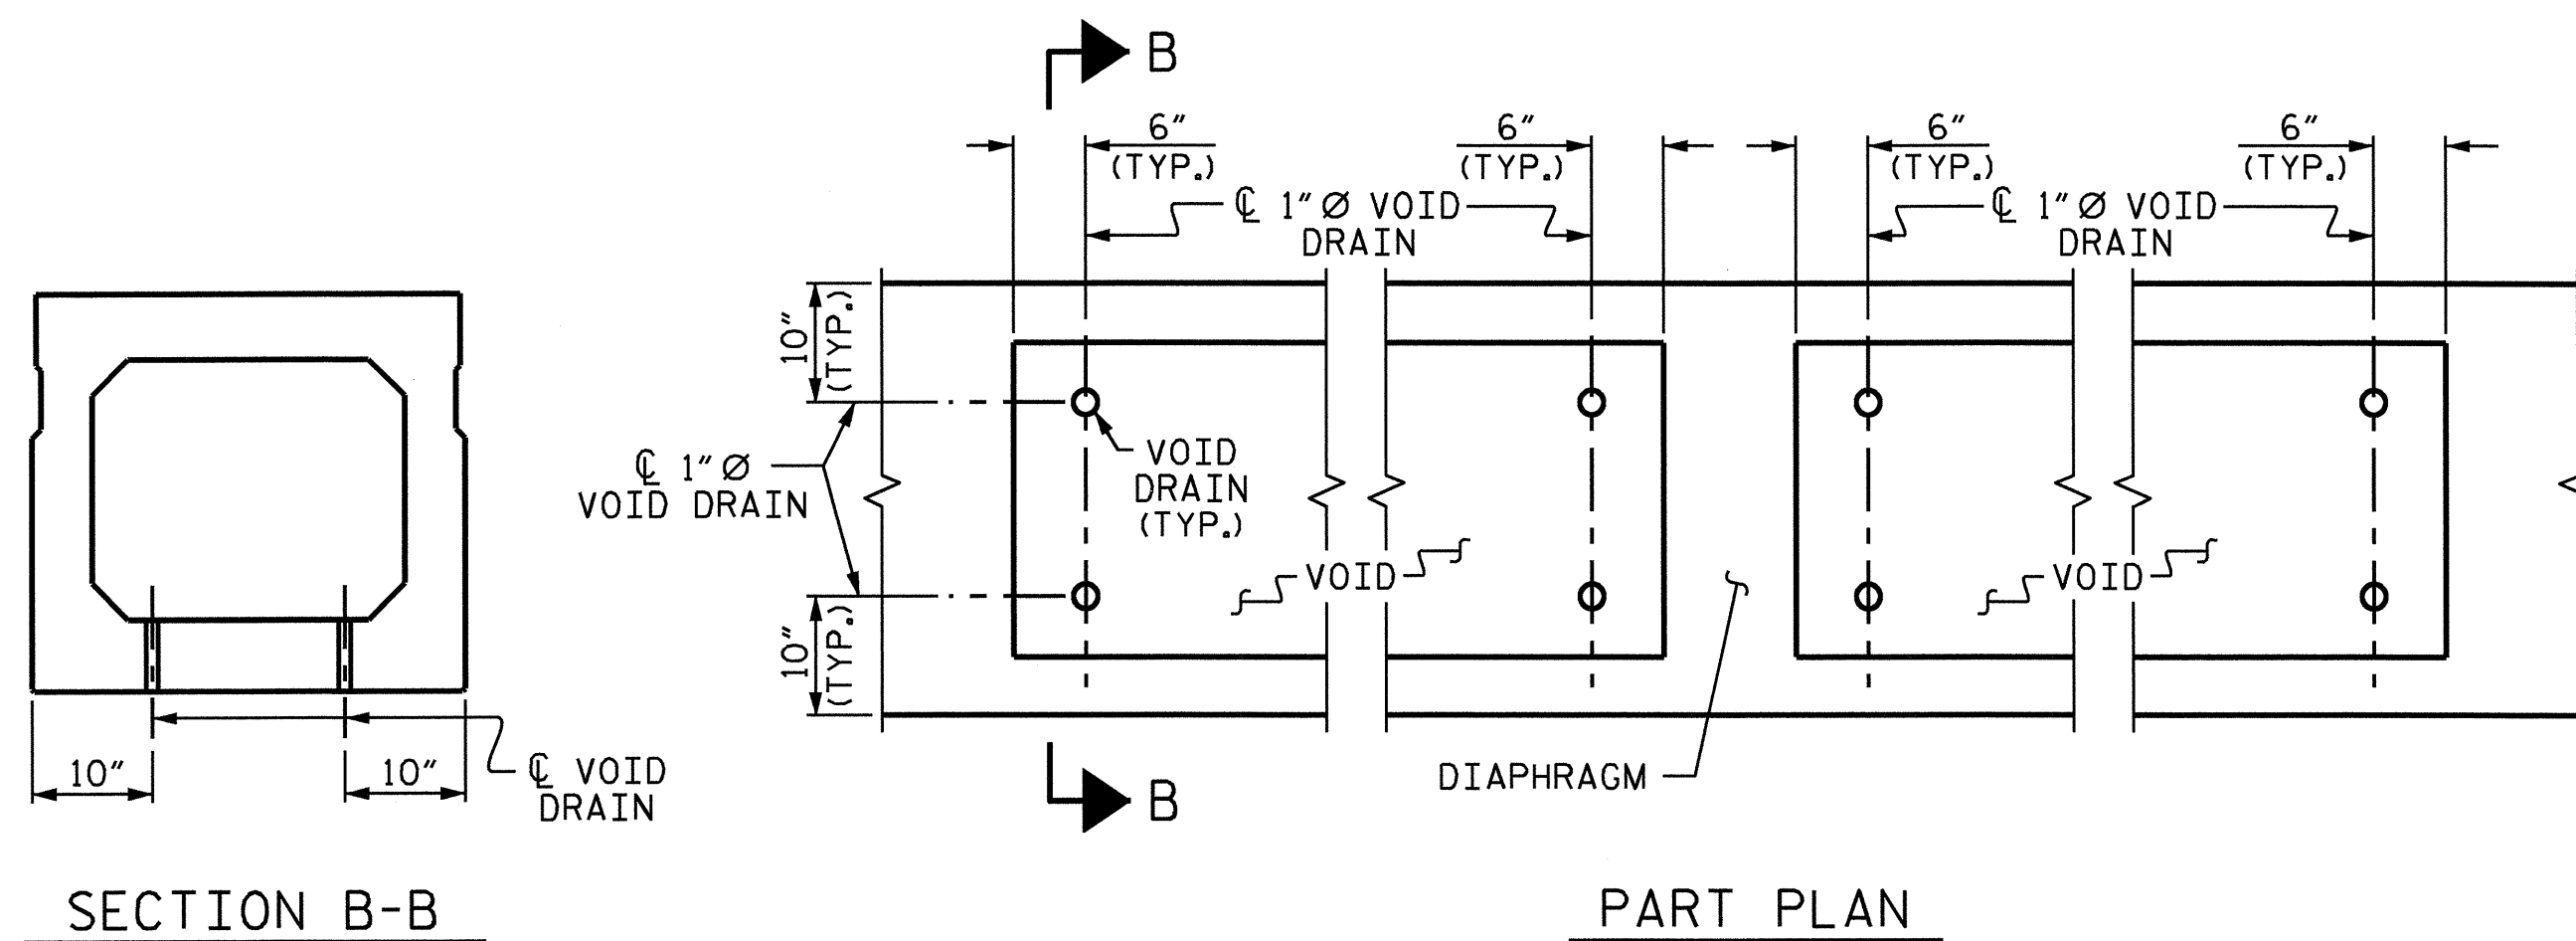 B
6″
(TYP.)
6″
(TYP.)
6″
(TYP.)
6″
(TYP.)
℄ 1″ Ø VOID
DRAIN
℄ 1″ Ø VOID
DRAIN
10″
(TYP.)
℄ 1″ Ø
VOID DRAIN
VOID
DRAIN
(TYP.)
VOID
VOID
10″
(TYP.)
10″
10″
℄ VOID
DRAIN
DIAPHRAGM
B
SECTION B-B
PART PLAN